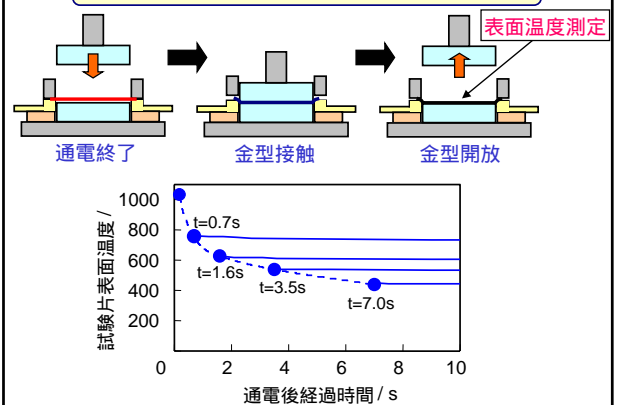 表面温度測定
通電終了
金型接触
金型開放
試験片表面温度 /
1000
800
600
400
200
t=0.7s
t=1.6s
t=3.5s
t=7.0s
0 2 4 6 8 10
通電後経過時間 / s